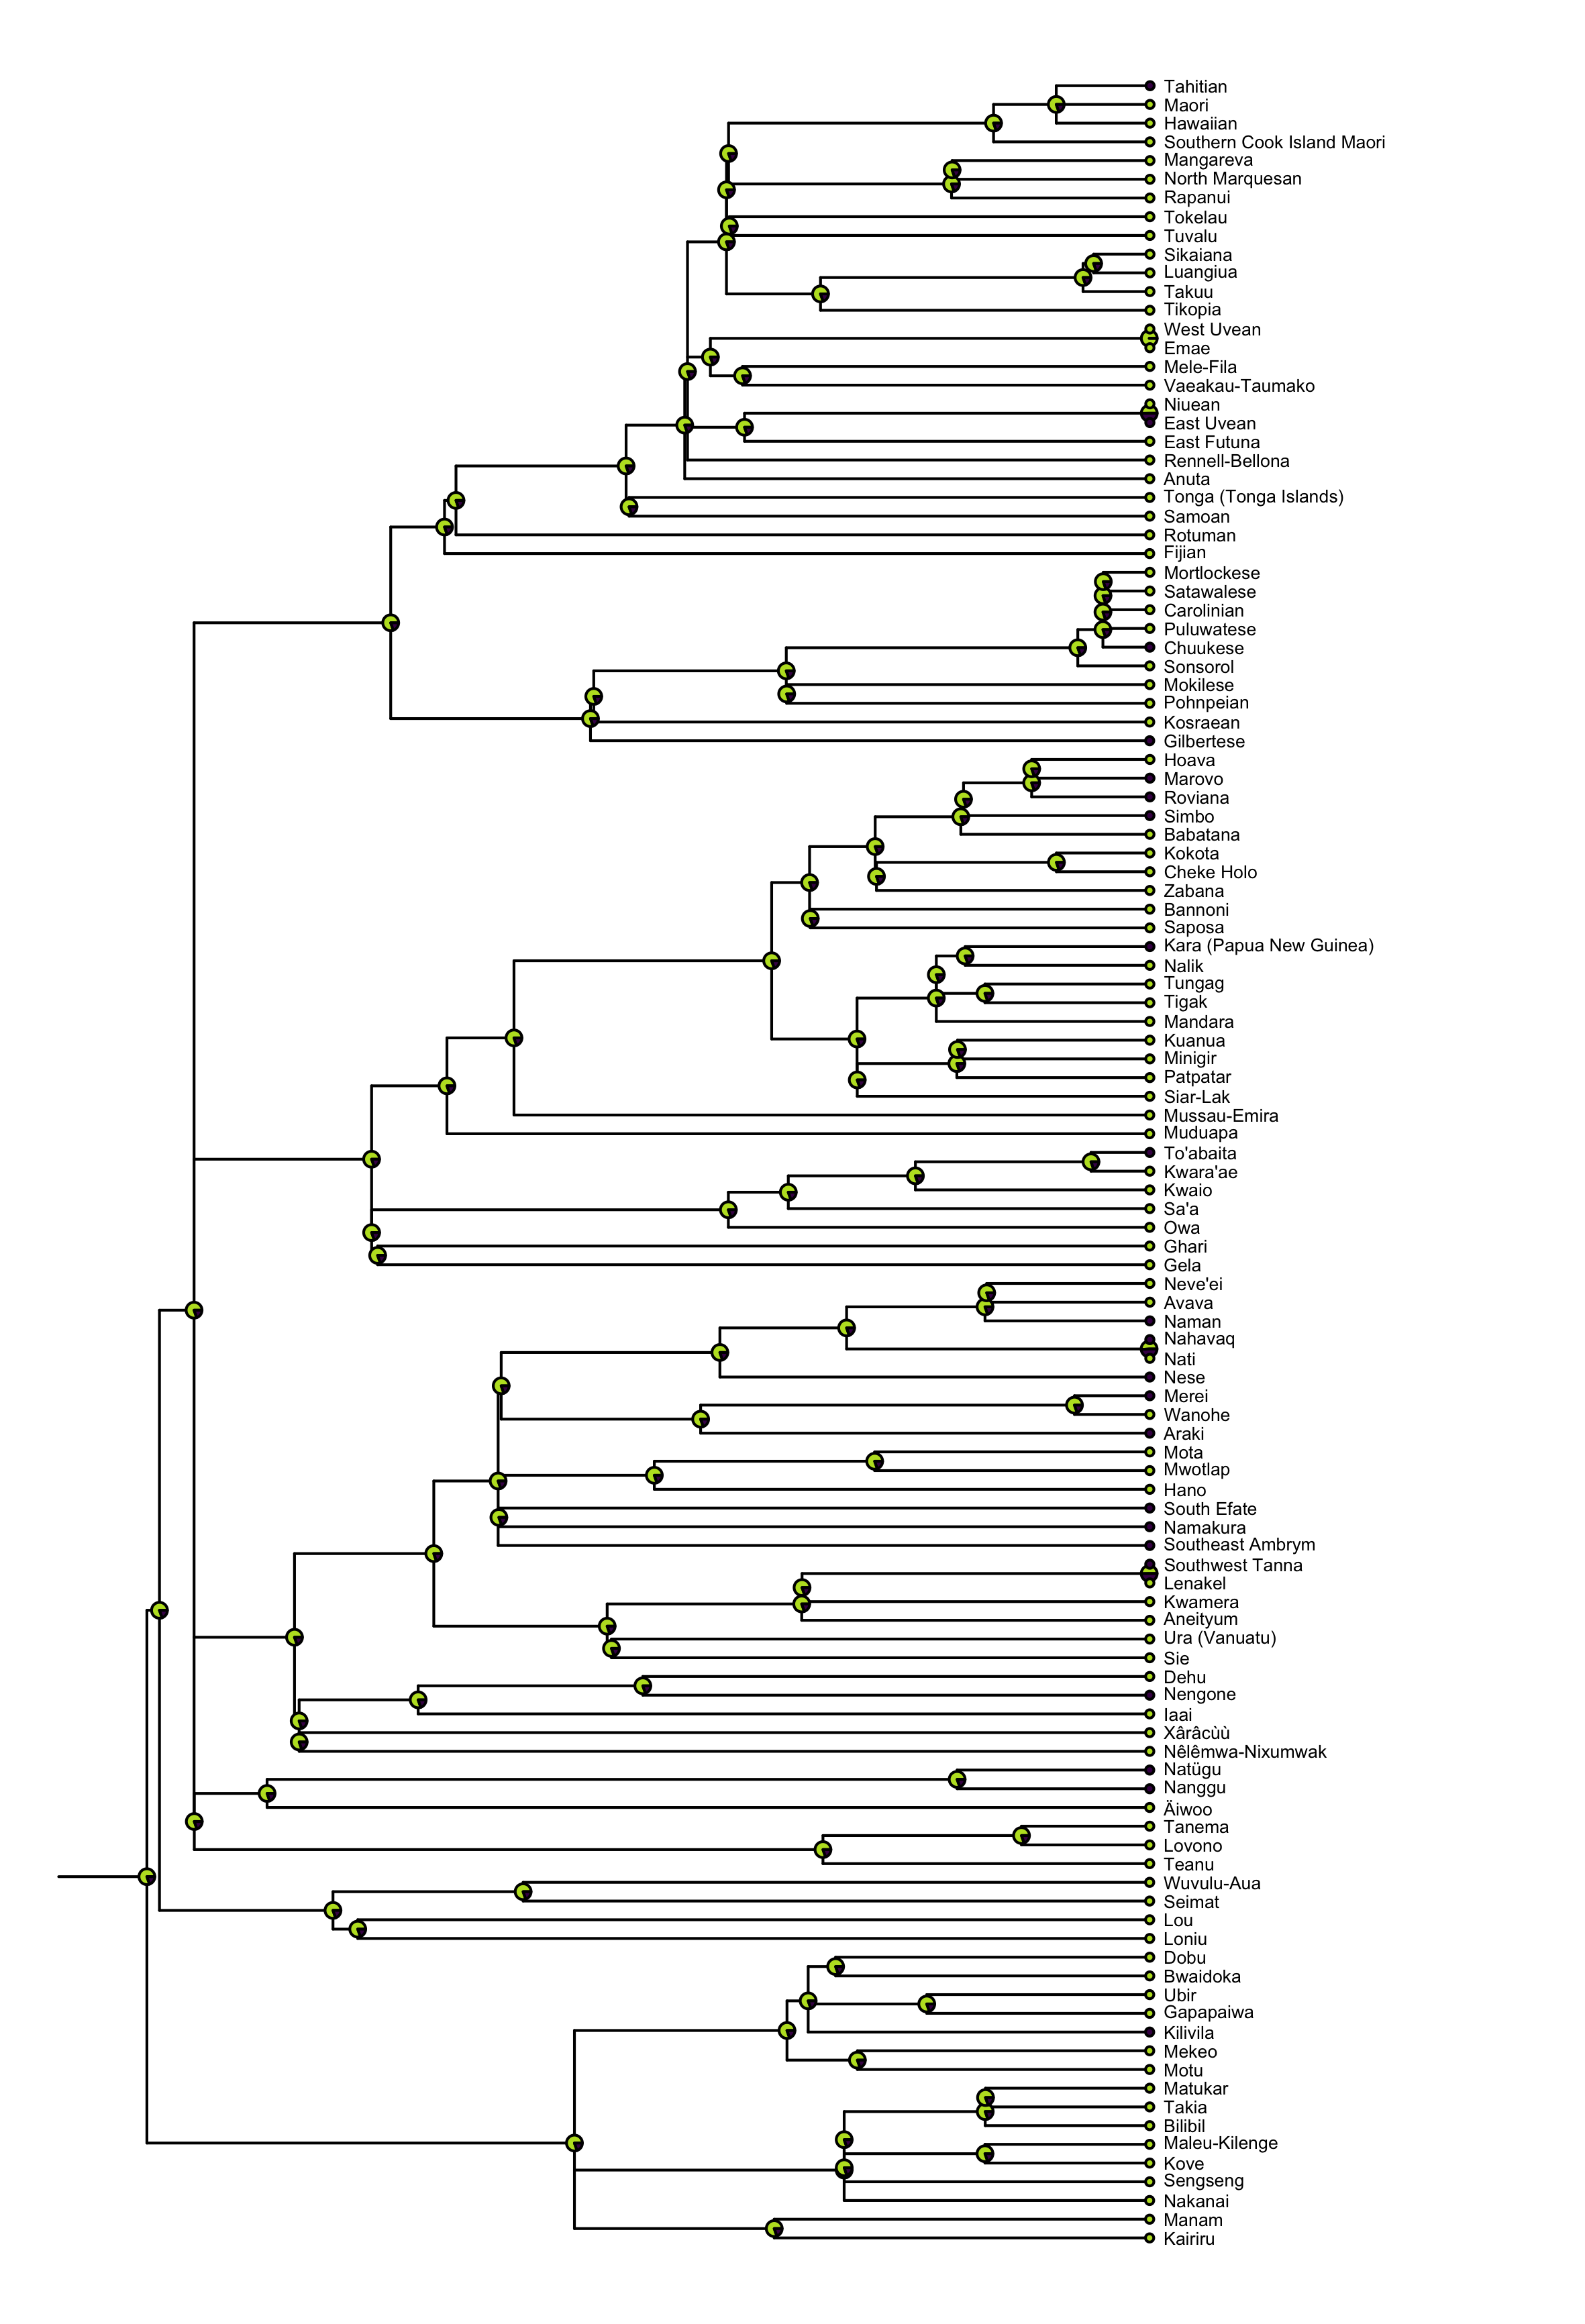 Tahitian
Maori
Hawaiian
Southern Cook Island Maori
Mangareva
North Marquesan
Rapanui
Tokelau
Tuvalu
Sikaiana
Luangiua
Takuu
Tikopia
West Uvean
Emae
Mele-Fila
Vaeakau-Taumako
Niuean
East Uvean
East Futuna
Rennell-Bellona
Anuta
Tonga (Tonga Islands)
Samoan
Rotuman
Fijian
Mortlockese
Satawalese
Carolinian
Puluwatese
Chuukese
Sonsorol
Mokilese
Pohnpeian
Kosraean
Gilbertese
Hoava
Marovo
Roviana
Simbo
Babatana
Kokota
Cheke Holo
Zabana
Bannoni
Saposa
Kara (Papua New Guinea)
Nalik
Tungag
Tigak
Mandara
Kuanua
Minigir
Patpatar
Siar-Lak
Mussau-Emira
Muduapa
To'abaita
Kwara'ae
Kwaio
Sa'a
Owa
Ghari
Gela
Neve'ei
Avava
Naman
Nahavaq
Nati
Nese
Merei
Wanohe
Araki
Mota
Mwotlap
Hano
South Efate
Namakura
Southeast Ambrym
Southwest Tanna
Lenakel
Kwamera
Aneityum
Ura (Vanuatu)
Sie
Dehu
Nengone
Iaai
Xârâcùù
Nêlêmwa-Nixumwak
Natügu
Nanggu
Äiwoo
Tanema
Lovono
Teanu
Wuvulu-Aua
Seimat
Lou
Loniu
Dobu
Bwaidoka
Ubir
Gapapaiwa
Kilivila
Mekeo
Motu
Matukar
Takia
Bilibil
Maleu-Kilenge
Kove
Sengseng
Nakanai
Manam
Kairiru